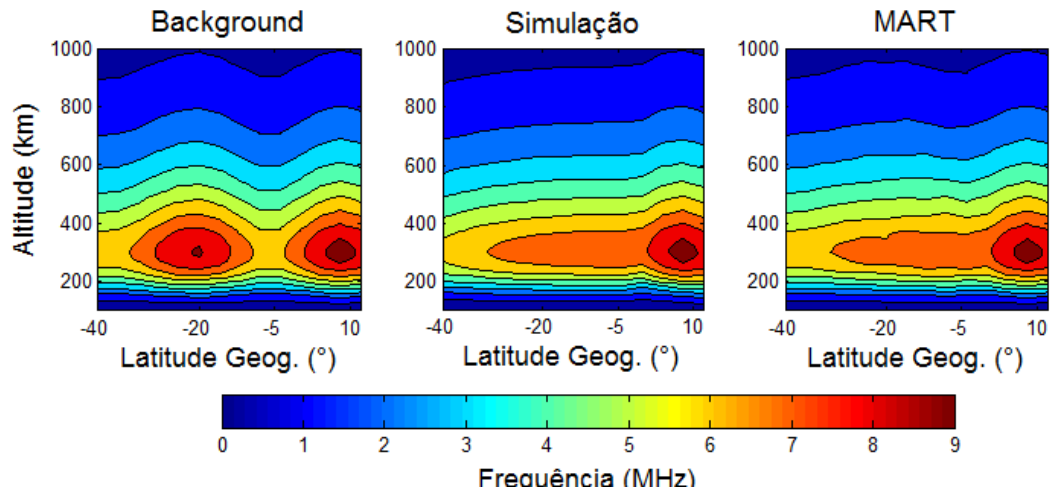 Background Simulação MART
Altitude (km)
1000 1000 1000
800 800 800
600 600 600
400 400 400
200 200 200
-40 -20 -5 10 -40 -20 -5 10 -40 -20 -5 10
Latitude Geog. (°) Latitude Geog. (°) Latitude Geog. (°)
0 1 2 3 4 5 6 7 8 9
Frequência (MHz)